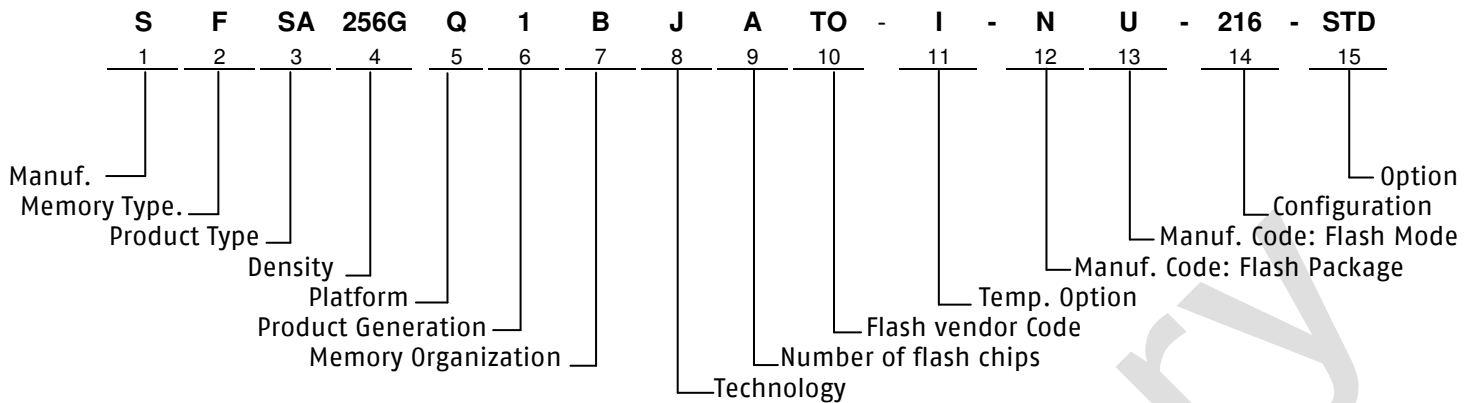 S F SA 256G Q 1 B J A TO - I - N U - 216 - STD
1 2 3 4 5 6 7 8 9 10 11 12 13 14 15
Manuf. Option
Memory Type. Configuration
Product Type Manuf. Code: Flash Mode
Density Manuf. Code: Flash Package
Platform Temp. Option
Product Generation Flash vendor Code
Memory Organization Number of flash chips
Technology